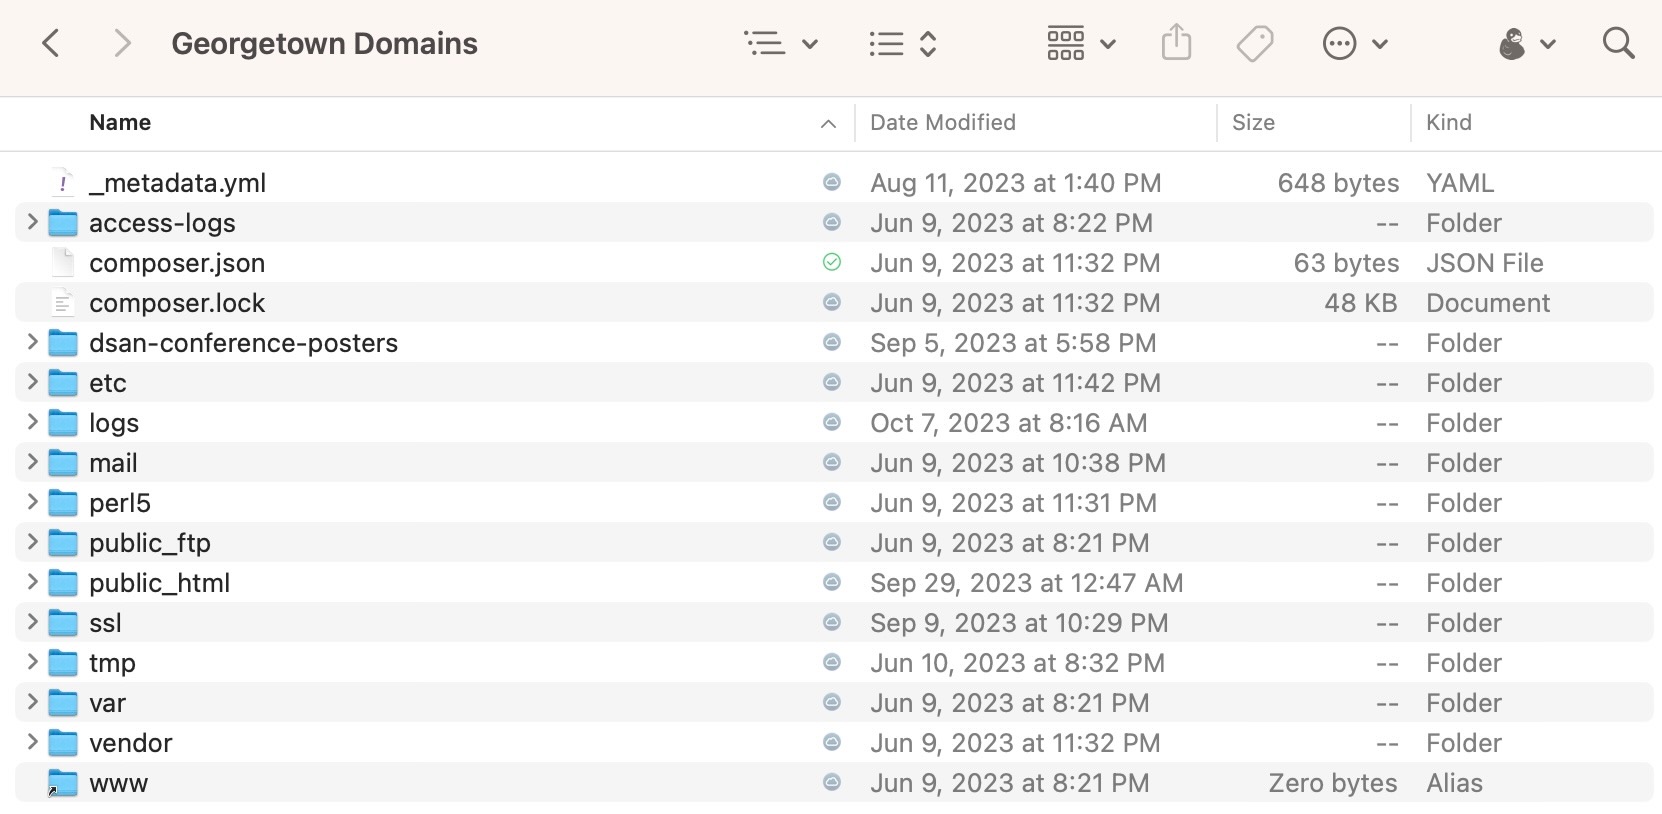 Georgetown Domains
Name Date Modified Size Kind
_metadata.yml Aug 11, 2023 at 1:40 PM 648 bytes YAML
access-logs Jun 9, 2023 at 8:22 PM -- Folder
composer.json Jun 9, 2023 at 11:32 PM 63 bytes JSON File
composer.lock Jun 9, 2023 at 11:32 PM 48 KB Document
dsan-conference-posters Sep 5, 2023 at 5:58 PM -- Folder
etc Jun 9, 2023 at 11:42 PM -- Folder
logs Oct 7, 2023 at 8:16 AM -- Folder
mail Jun 9, 2023 at 10:38 PM -- Folder
perl5 Jun 9, 2023 at 11:31 PM -- Folder
public_ftp Jun 9, 2023 at 8:21 PM -- Folder
public_html Sep 29, 2023 at 12:47 AM -- Folder
ssl Sep 9, 2023 at 10:29 PM -- Folder
tmp Jun 10, 2023 at 8:32 PM -- Folder
var Jun 9, 2023 at 8:21 PM -- Folder
vendor Jun 9, 2023 at 11:32 PM -- Folder
www Jun 9, 2023 at 8:21 PM Zero bytes Alias